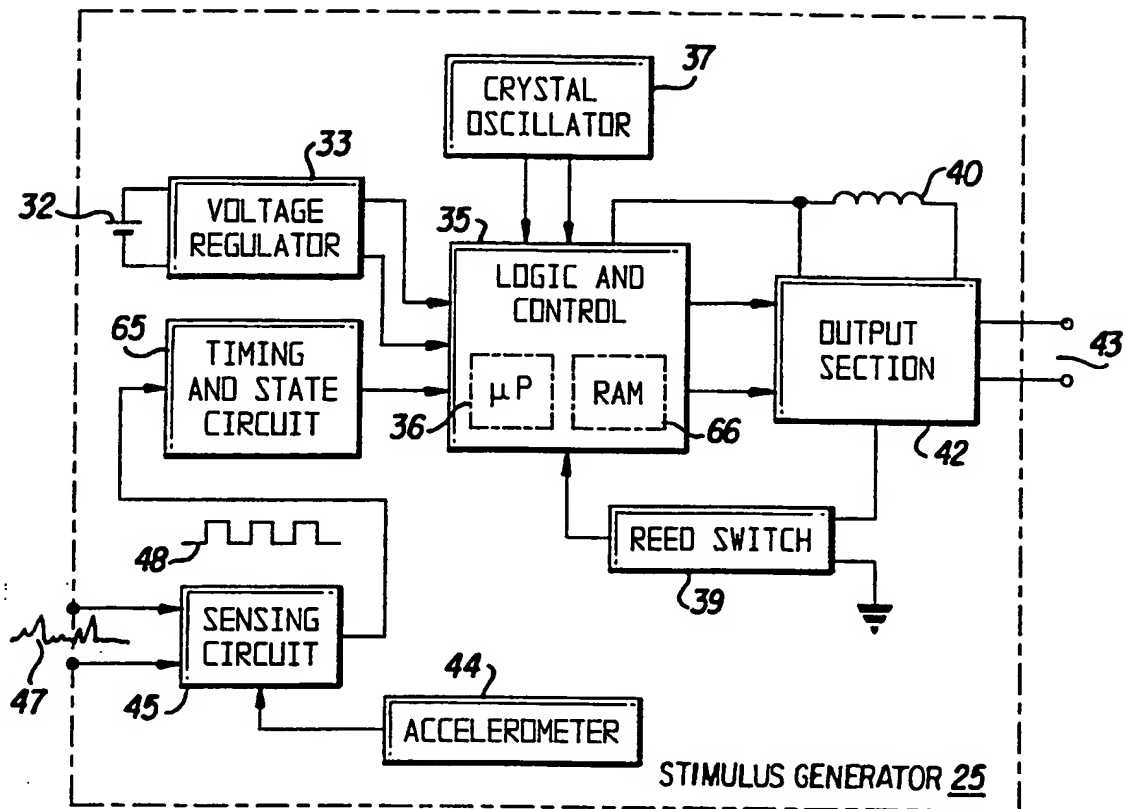 37
CRYSTAL
OSCILLATOR
33
VOLTAGE
REGULATOR
32
40
35
LOGIC AND
CONTROL
µP
RAM
36
66
65
TIMING
AND STATE
CIRCUIT
OUTPUT
SECTION
43
42
REED SWITCH
39
48
SENSING
CIRCUIT
47
45
44
ACCELEROMETER
STIMULUS GENERATOR 25